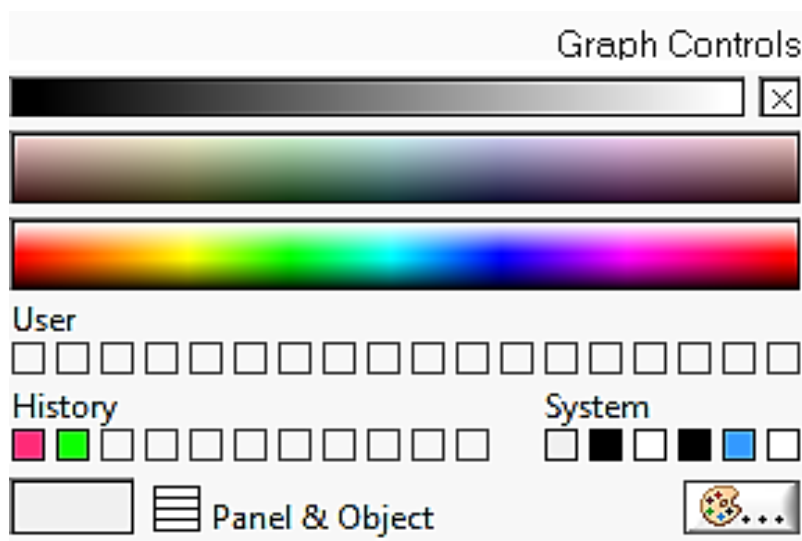 Graph Controls
User
History
System
Panel & Object
...